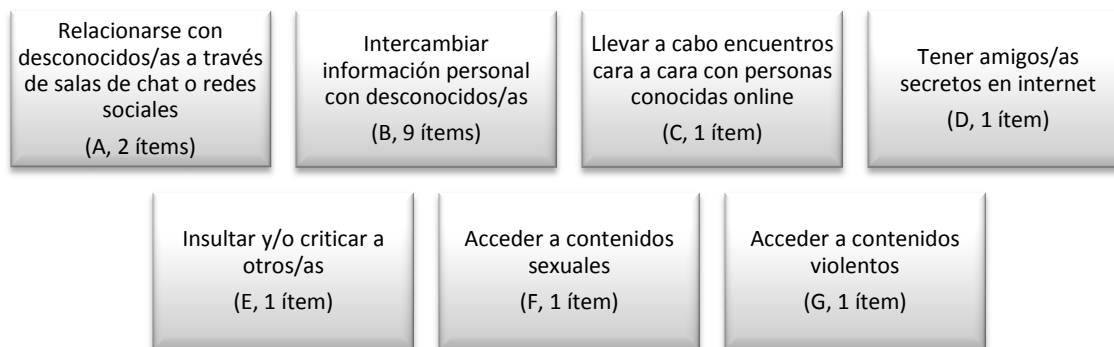 Relacionarse con
desconocidos/as a través
de salas de chat o redes
sociales
(A, 2 ítems)
Intercambiar
información personal
con desconocidos/as
(B, 9 ítems)
Llevar a cabo encuentros
cara a cara con personas
conocidas online
(C, 1 ítem)
Tener amigos/as
secretos en internet
(D, 1 ítem)
Insultar y/o criticar a
otros/as
(E, 1 ítem)
Acceder a contenidos
sexuales
(F, 1 ítem)
Acceder a contenidos
violentos
(G, 1 ítem)